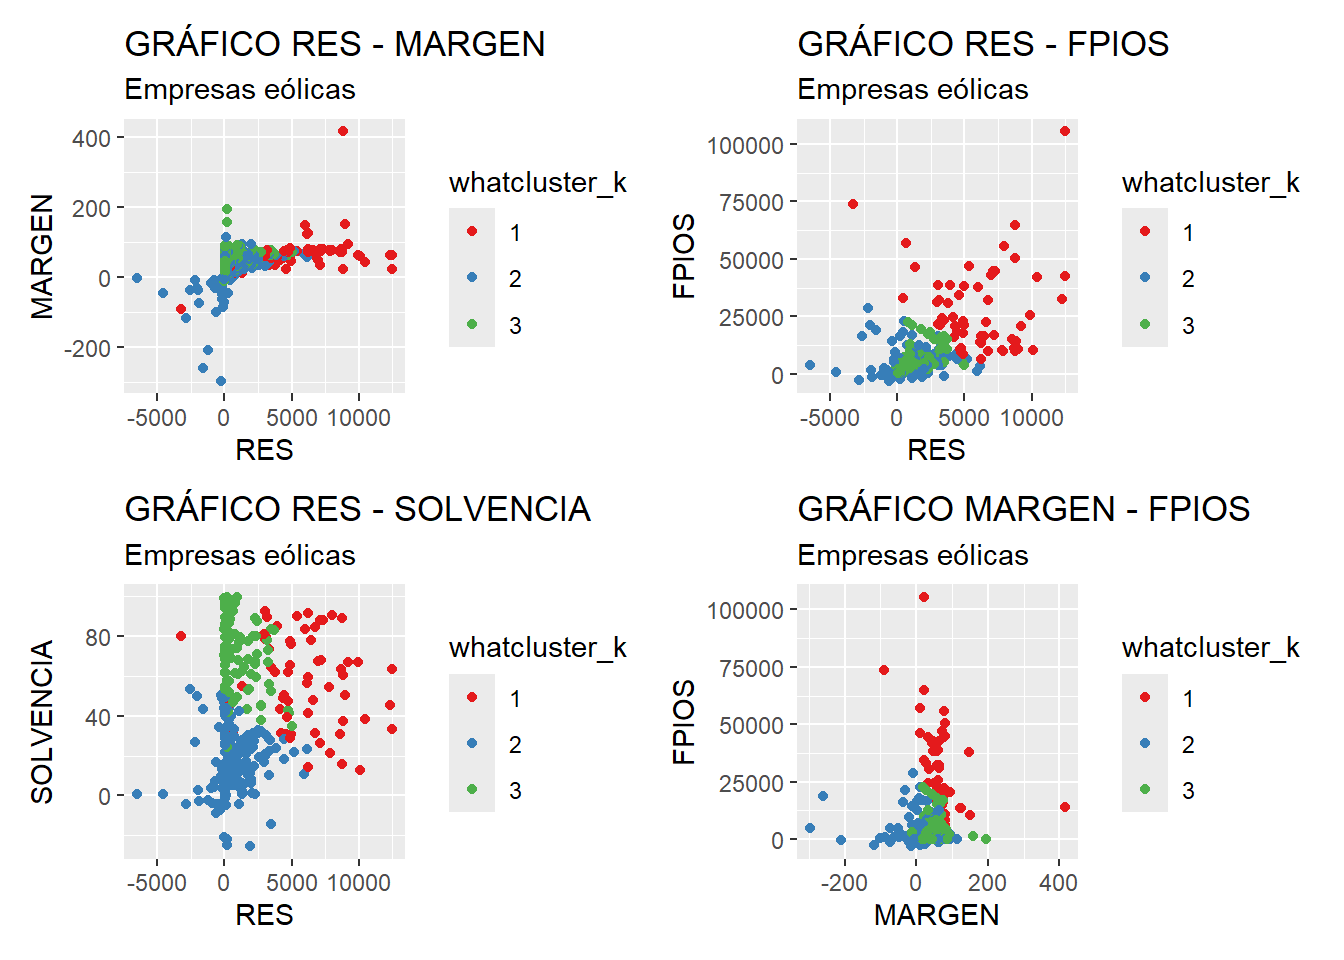 GRÁFICO RES - MARGEN
Empresas eólicas
400
200
0
-200
MARGEN
-5000 0 5000 10000
RES
whatcluster_k
1
2
3
GRÁFICO RES - FPIOS
Empresas eólicas
100000
75000
50000
25000
0
FPIOS
-5000 0 5000 10000
RES
whatcluster_k
1
2
3
GRÁFICO RES - SOLVENCIA
Empresas eólicas
80
40
0
SOLVENCIA
-5000 0 5000 10000
RES
whatcluster_k
1
2
3
GRÁFICO MARGEN - FPIOS
Empresas eólicas
100000
75000
50000
25000
0
FPIOS
-200 0 200 400
MARGEN
whatcluster_k
1
2
3